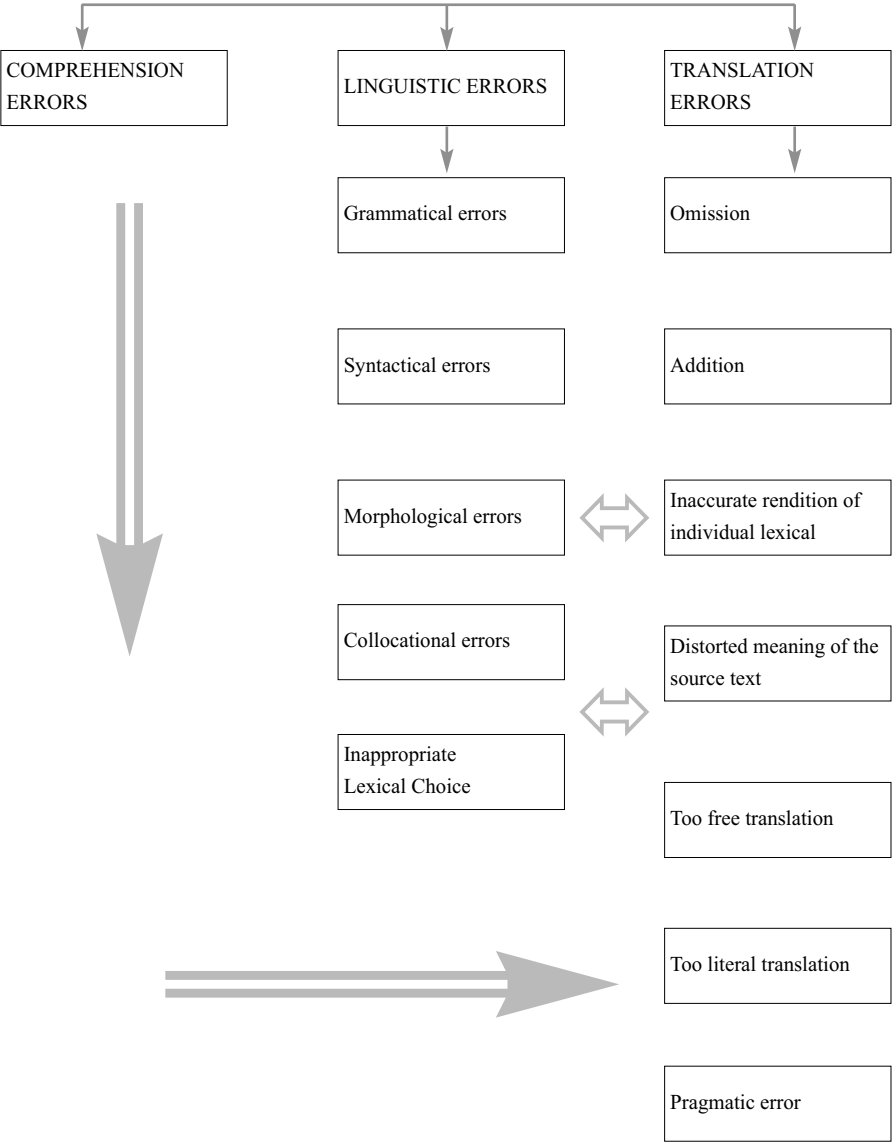 COMPREHENSION
ERRORS
LINGUISTIC ERRORS
TRANSLATION
ERRORS
Grammatical errors
Omission
Syntactical errors
Addition
Morphological errors
Inaccurate rendition of
individual lexical
Collocational errors
Distorted meaning of the
source text
Inappropriate
Lexical Choice
Too free translation
Too literal translation
Pragmatic error